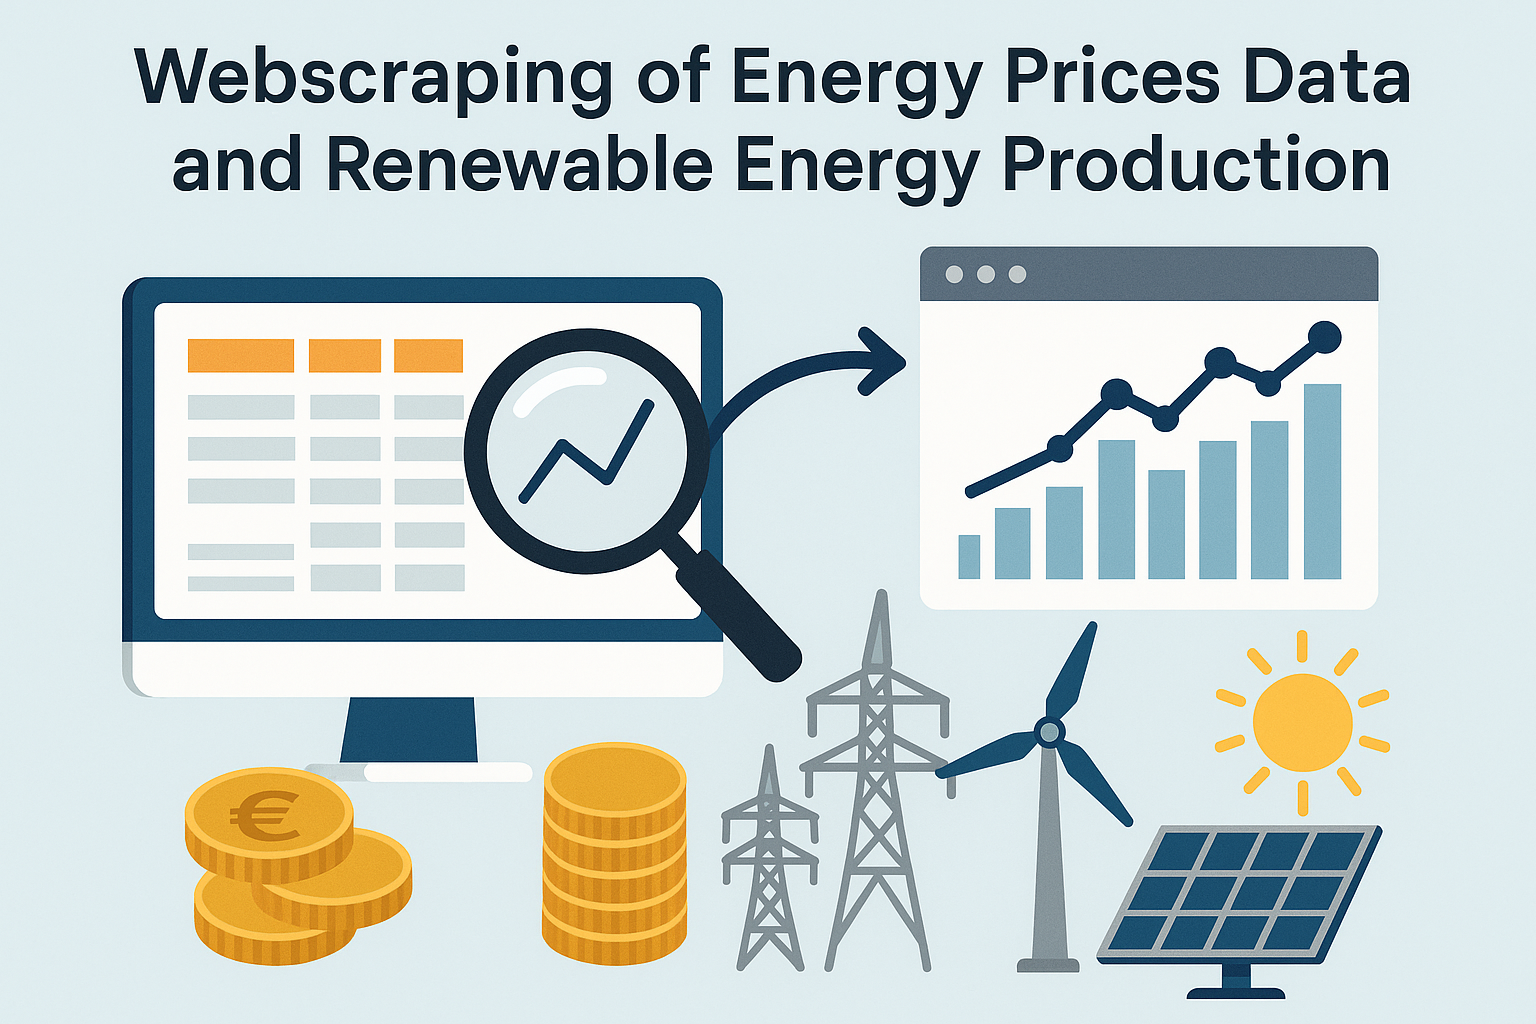 Webscraping of Energy Prices Data
and Renewable Energy Production
€